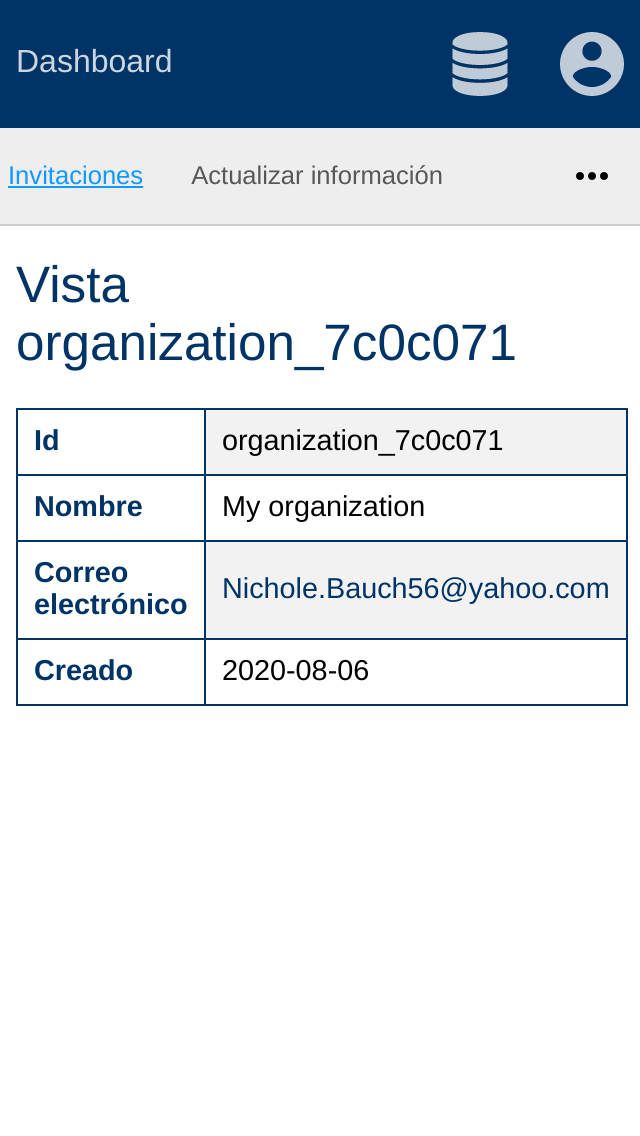 Dashboard
Invitaciones Actualizar información
Vista
organization_7c0c071
Id organization_7c0c071
Nombre My organization
Correo
electrónico Nichole.Bauch56@yahoo.com
Creado 2020-08-06